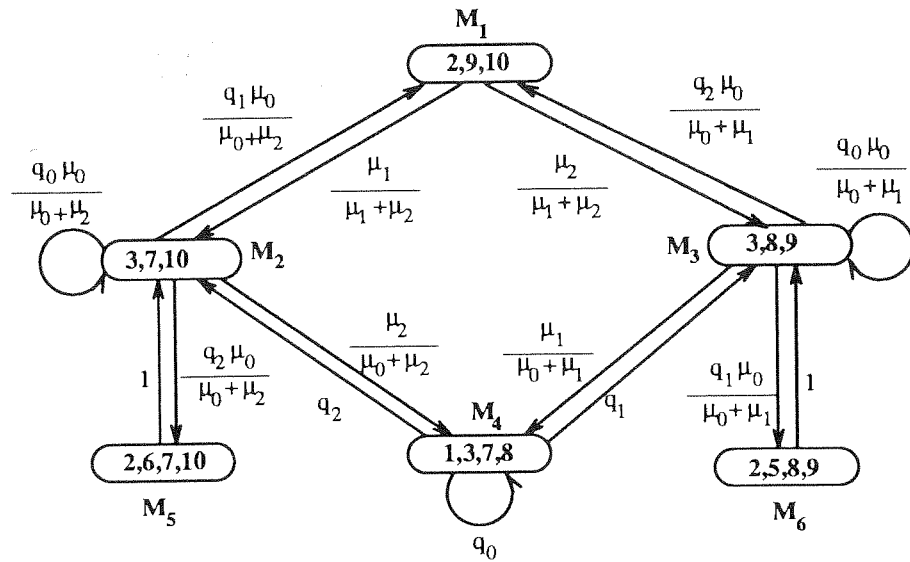 M₁
2,9,10
q₁ μ₀
μ₀+μ₂
q₂ μ₀
μ₀+μ₁
q₀ μ₀
μ₀+μ₂
μ₁
μ₁+μ₂
μ₂
μ₁+μ₂
q₀ μ₀
μ₀+μ₁
3,7,10
M₂
M₃
3,8,9
1
q₂ μ₀
μ₀+μ₂
μ₂
μ₀+μ₂
q₂
μ₁
μ₀+μ₁
q₁
q₁ μ₀
μ₀+μ₁
1
M₄
2,6,7,10
1,3,7,8
2,5,8,9
M₅
M₆
q₀